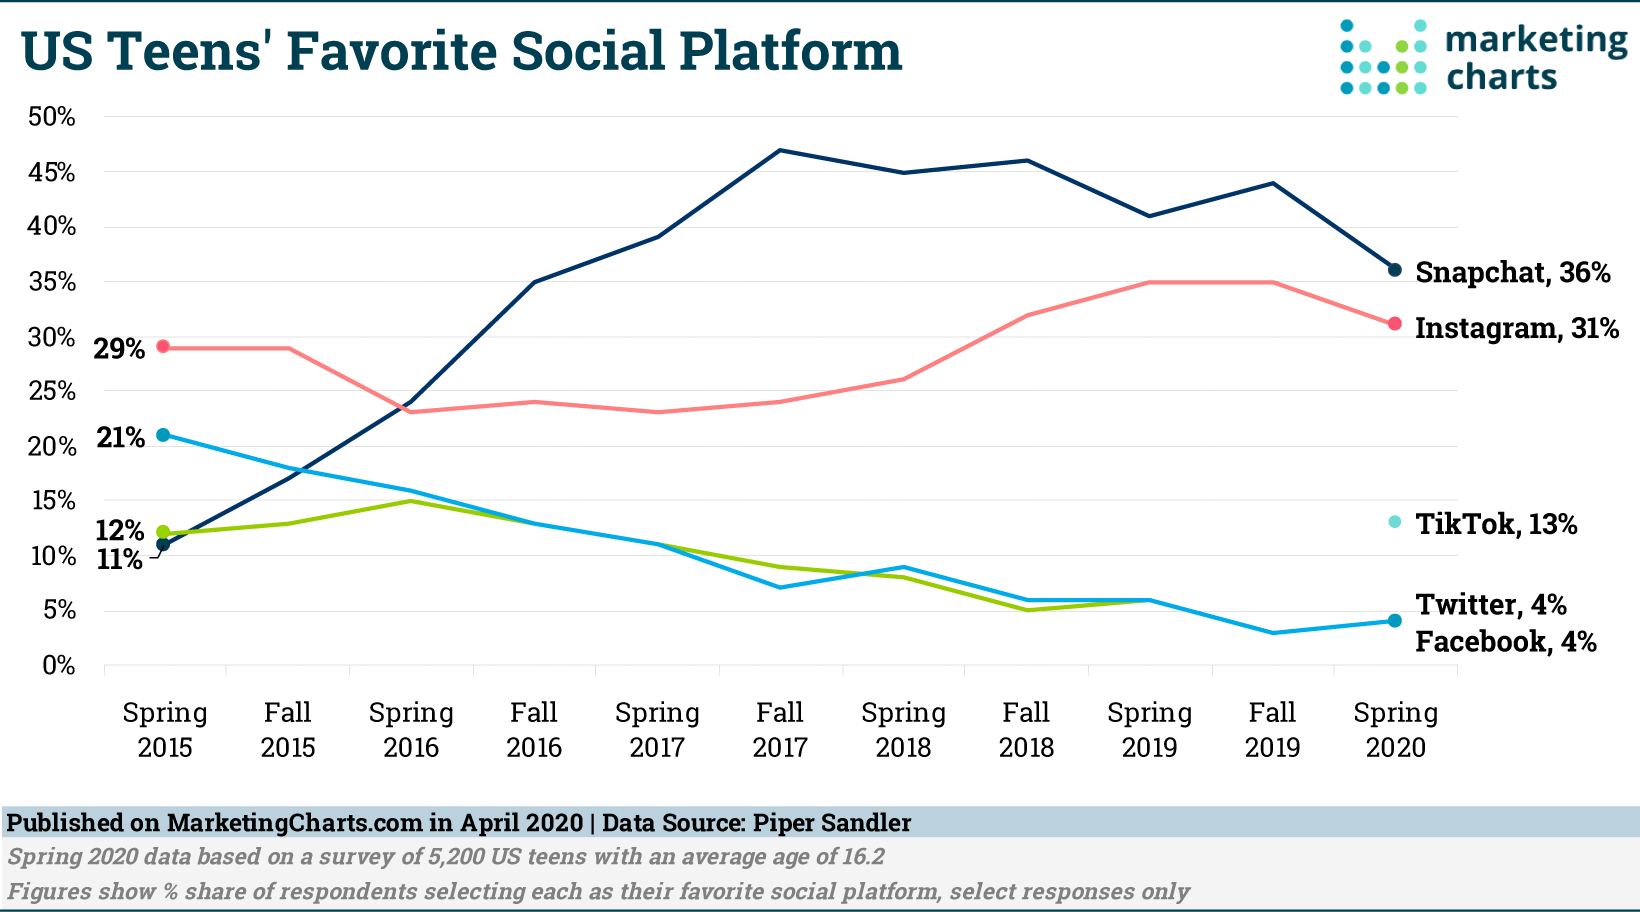 US Teens' Favorite Social Platform
marketing
charts
50%
45%
40%
35%
30%
25%
20%
15%
10%
5%
0%
29%
21%
12%
11%
Snapchat, 36%
Instagram, 31%
TikTok, 13%
Twitter, 4%
Facebook, 4%
Spring 2015
Fall 2015
Spring 2016
Fall 2016
Spring 2017
Fall 2017
Spring 2018
Fall 2018
Spring 2019
Fall 2019
Spring 2020
Published on MarketingCharts.com in April 2020 | Data Source: Piper Sandler
Spring 2020 data based on a survey of 5,200 US teens with an average age of 16.2
Figures show % share of respondents selecting each as their favorite social platform, select responses only